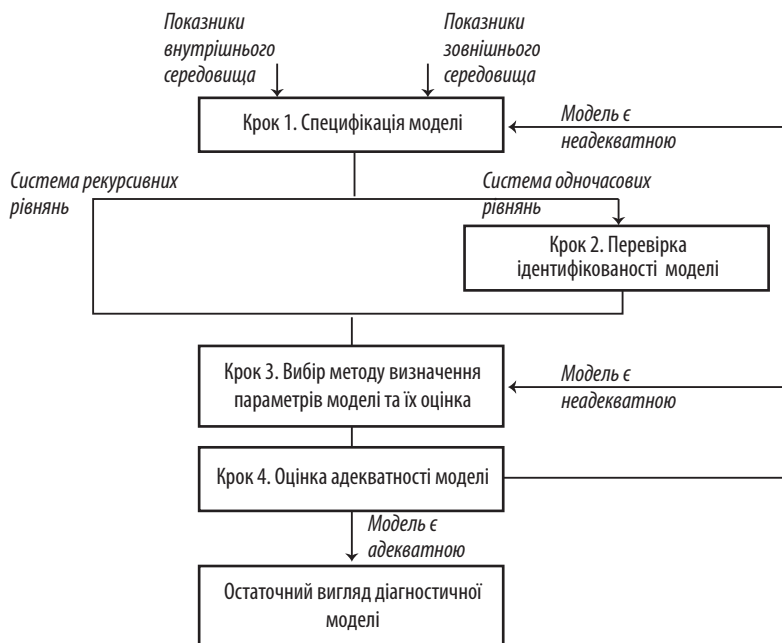 Показники
внутрішнього
середовища
Показники
зовнішнього
середовища
Крок 1. Специфікація моделі
Модель є
неадекватною
Система рекурсивних
рівнянь
Система одночасових
рівнянь
Крок 2. Перевірка
ідентифікованості моделі
Крок 3. Вибір методу визначення
параметрів моделі та їх оцінка
Модель є
неадекватною
Крок 4. Оцінка адекватності моделі
Модель є
адекватною
Остаточний вигляд діагностичної
моделі